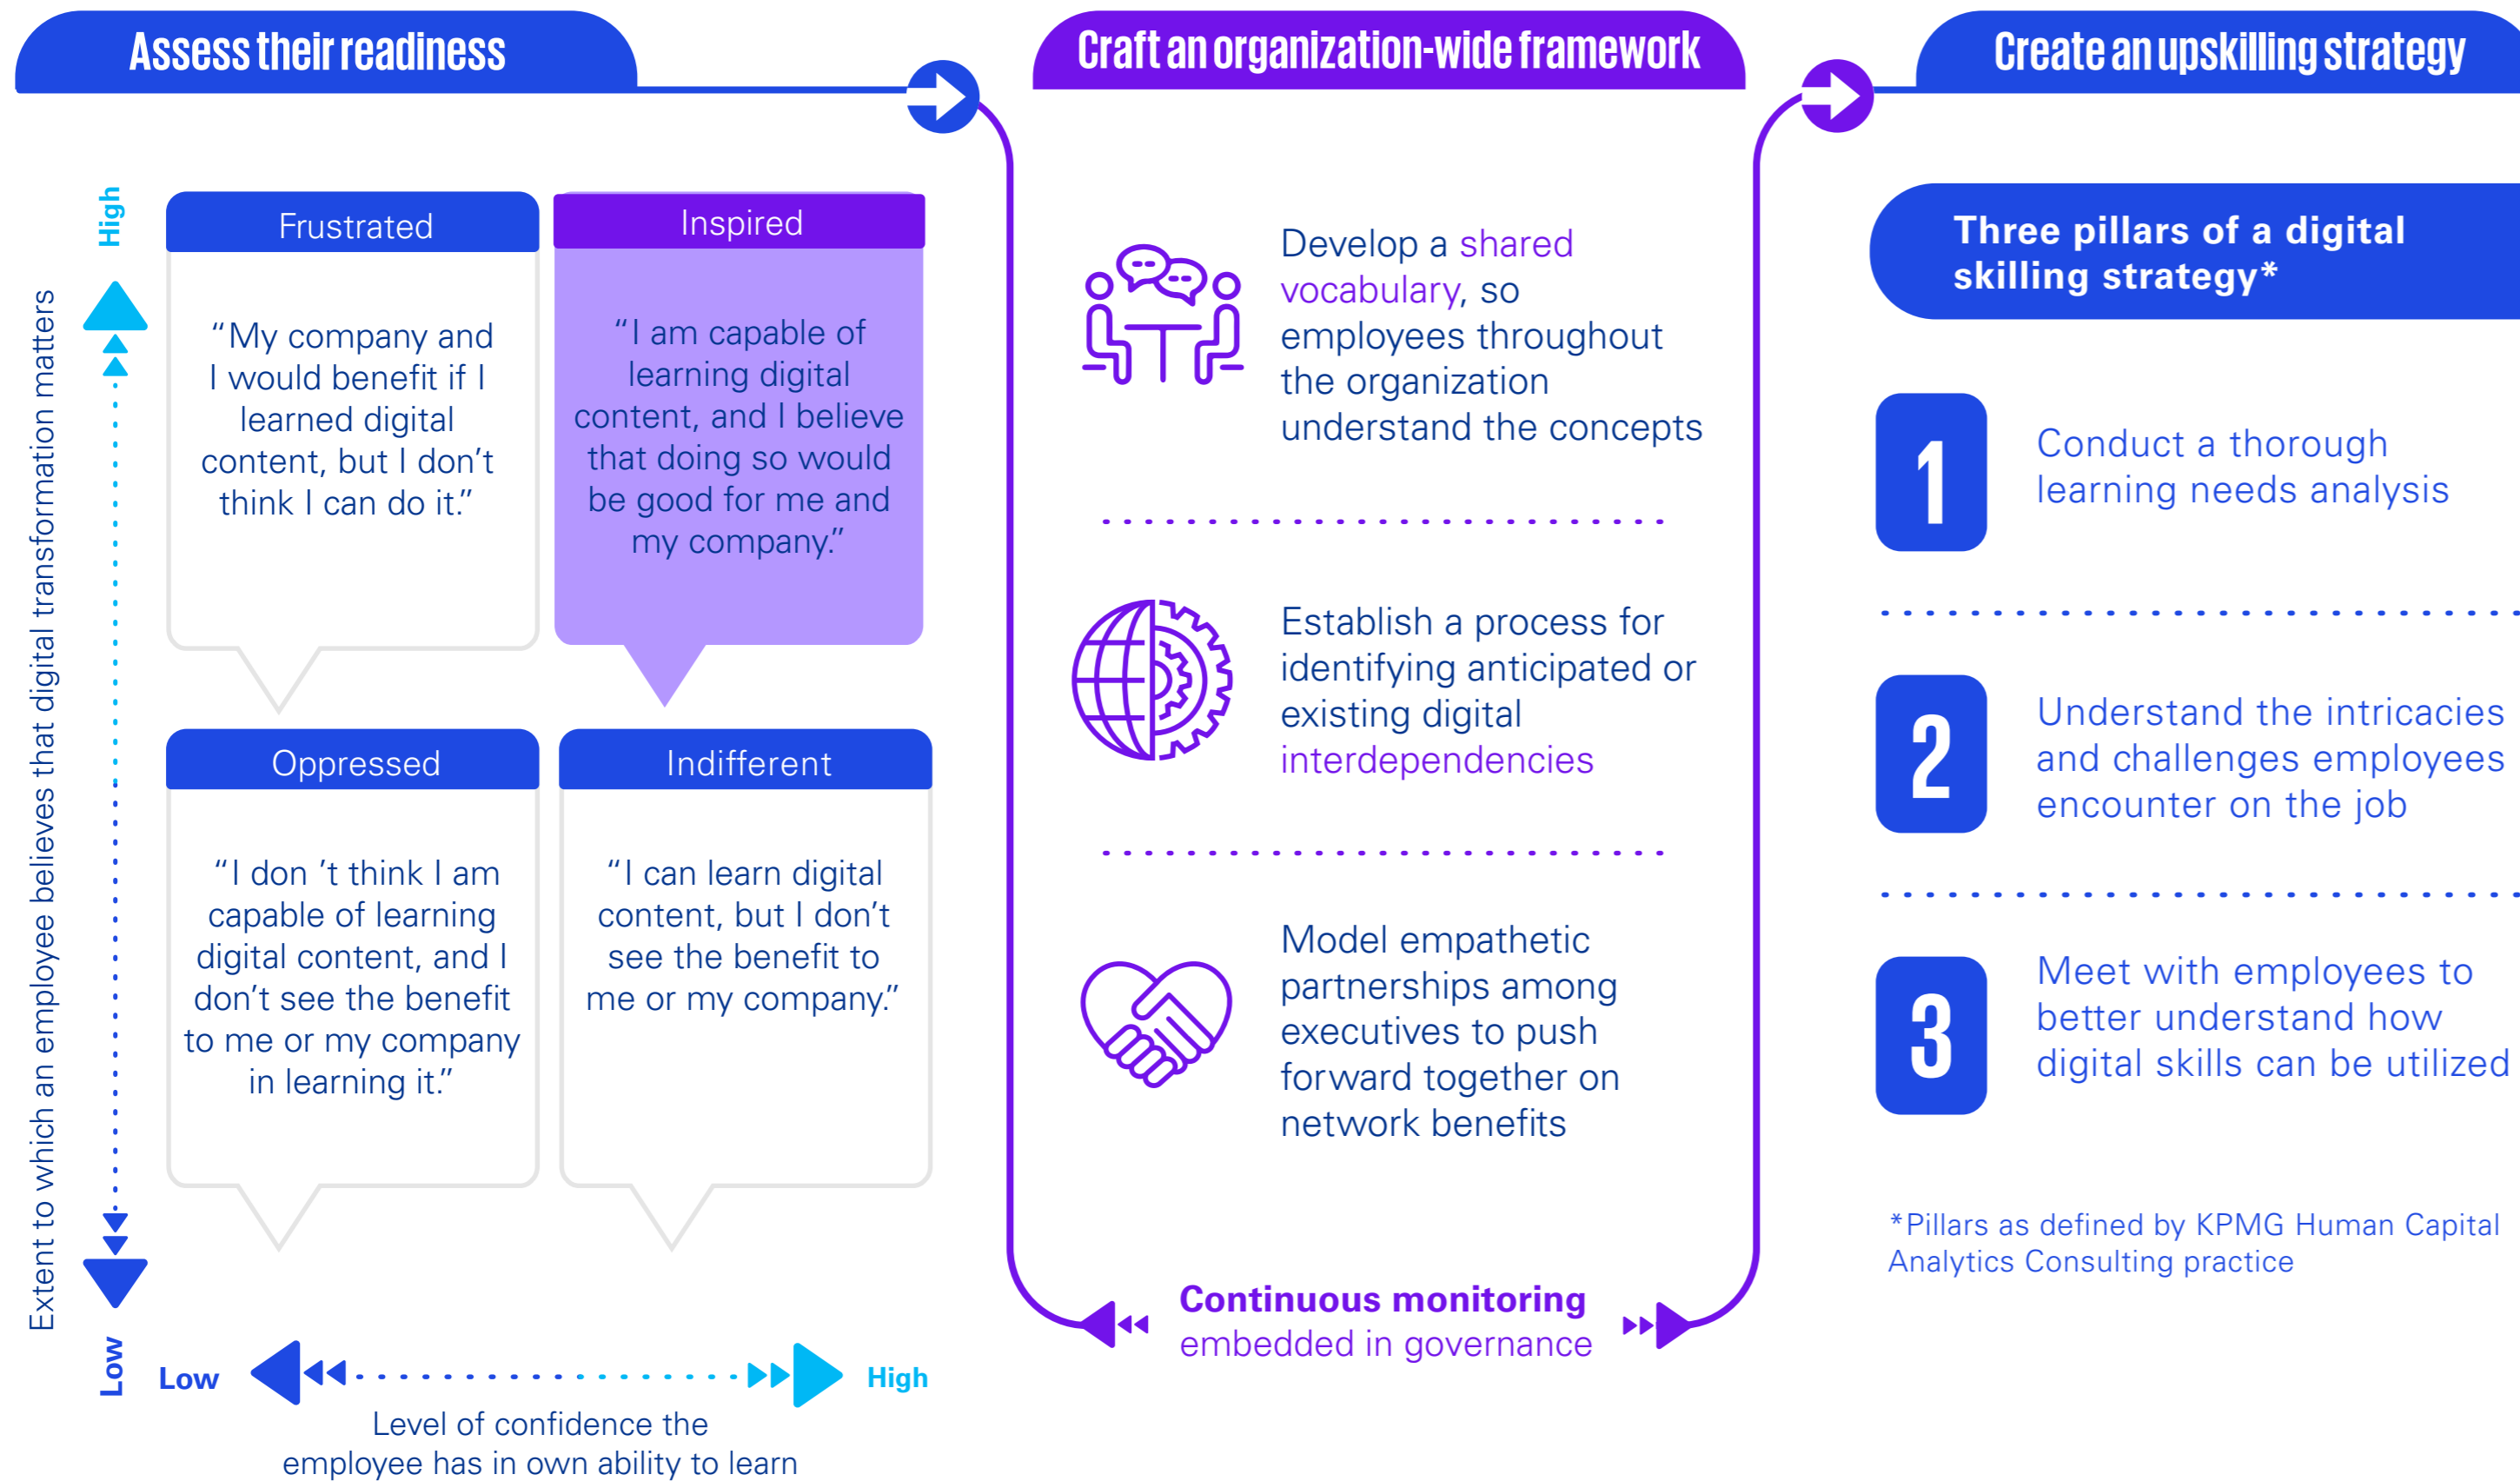 Assess their readiness
High
Extent to which an employee believes that digital transformation matters
Low
Frustrated
“My company and
I would benefit if I
learned digital
content, but I don’t
think I can do it.”
Inspired
“I am capable of
learning digital
content, and I believe
that doing so would
be good for me and
my company.”
Oppressed
“I don ’t think I am
capable of learning
digital content, and I
don’t see the benefit
to me or my company
in learning it.”
Indifferent
“I can learn digital
content, but I don’t
see the benefit to
me or my company.”
Low
High
Level of confidence the
employee has in own ability to learn
Craft an organization-wide framework
Develop a shared
vocabulary, so
employees throughout
the organization
understand the concepts
Establish a process for
identifying anticipated or
existing digital
interdependencies
Model empathetic
partnerships among
executives to push
forward together on
network benefits
Continuous monitoring
embedded in governance
Create an upskilling strategy
Three pillars of a digital
skilling strategy*
1
Conduct a thorough
learning needs analysis
2
Understand the intricacies
and challenges employees
encounter on the job
3
Meet with employees to
better understand how
digital skills can be utilized
*Pillars as defined by KPMG Human Capital
Analytics Consulting practice